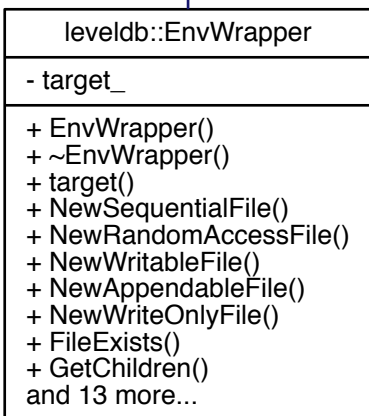 leveldb::EnvWrapper
- target_
+ EnvWrapper()
+ ~EnvWrapper()
+ target()
+ NewSequentialFile()
+ NewRandomAccessFile()
+ NewWritableFile()
+ NewAppendableFile()
+ NewWriteOnlyFile()
+ FileExists()
+ GetChildren()
and 13 more...